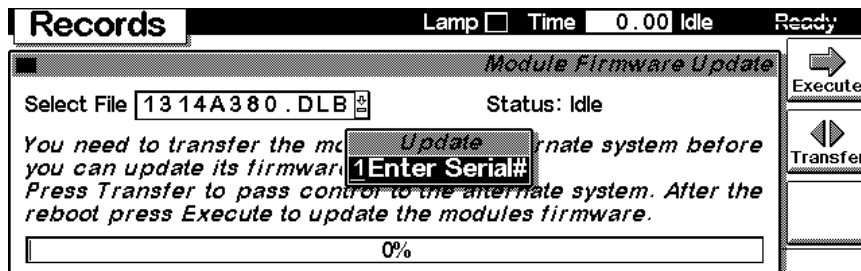 Records Lamp Time 0.00 Idle Ready
Module Firmware Update
Execute
Select File 1314A380.DLB Status: Idle
You need to transfer the mo rnate system before
Update
you can update its firmwar
1 Enter Serial#
Transfer
Press Transfer to pass control to the alternate system. After the
reboot press Execute to update the modules firmware.
0%